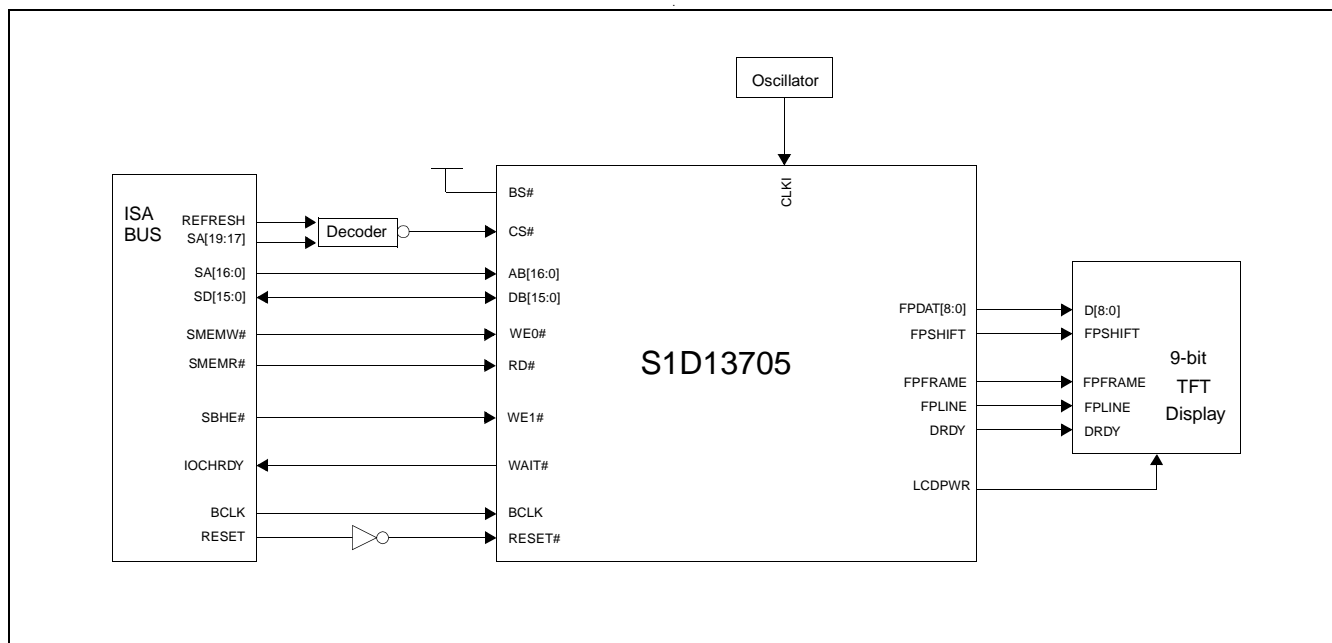 Oscillator
CLKI
ISA
BUS
REFRESH
SA[19:17]
Decoder
SA[16:0]
SD[15:0]
SMEMW#
SMEMR#
SBHE#
IOCHRDY
BCLK
RESET
BS#
CS#
AB[16:0]
DB[15:0]
WE0#
RD#
WE1#
WAIT#
BCLK
RESET#
S1D13705
FPDAT[8:0]
FPSHIFT
FPFRAME
FPLINE
DRDY
LCDPWR
D[8:0]
FPSHIFT
FPFRAME
FPLINE
DRDY
9-bit
TFT
Display